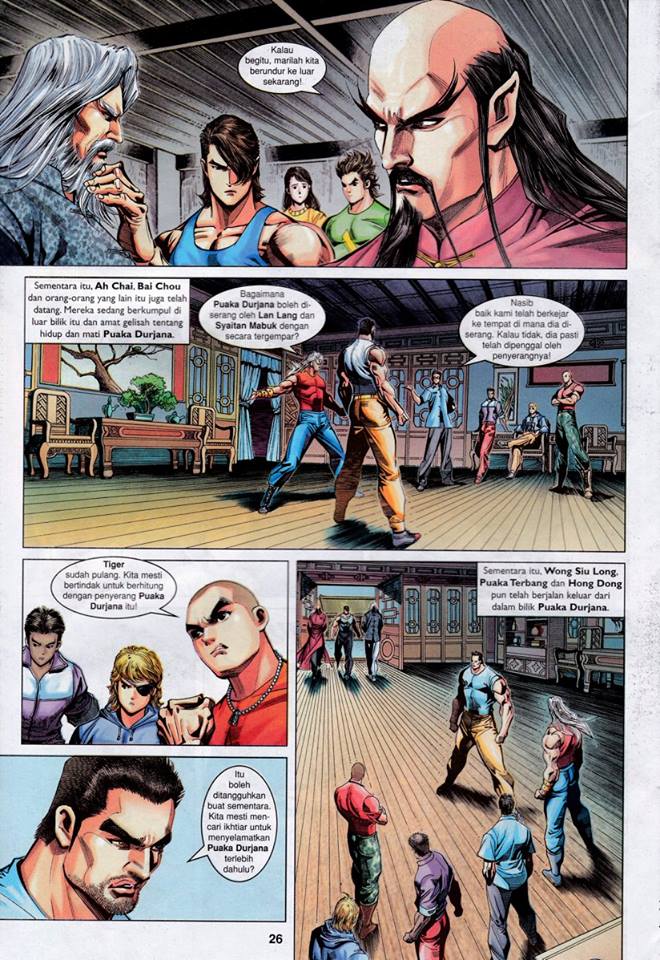 Kalau
begitu, marilah kita
berundur ke luar
sekarang!
Sementara itu, Ah Chai, Bai Chou
dan orang-orang yang lain itu juga telah
datang. Mereka sedang berkumpul di
luar bilik itu dan amat gelisah tentang
hidup dan mati Puaka Durjana.
Bagaimana
Puaka Durjana boleh di-
serang oleh Lan Lang dan
Syaitan Mabuk dengan
secara tergempar?
Nasib
baik kami telah berkejar
ke tempat di mana dia di-
serang. Kalau tidak, dia pasti
telah dipenggal oleh
penyerangnya!
Tiger
sudah pulang. Kita mesti
bertindak untuk berhitung
dengan penyerang Puaka
Durjana itu!
Sementara itu, Wong Siu Long,
Puaka Terbang dan Hong Dong
pun telah berjalan keluar dari
dalam bilik Puaka Durjana.
Itu
boleh
ditangguhkan
buat sementara.
Kita mesti men-
cari ikhtiar untuk
menyelamatkan
Puaka Durjana
terlebih
dahulu?
26